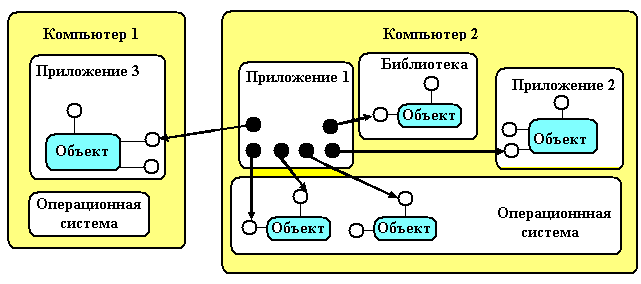 Компьютер 1
Приложение 3
Объект
Операционная
система
Компьютер 2
Приложение 1
Библиотека
Объект
Приложение 2
Объект
Объект
Объект
Операционнная
система